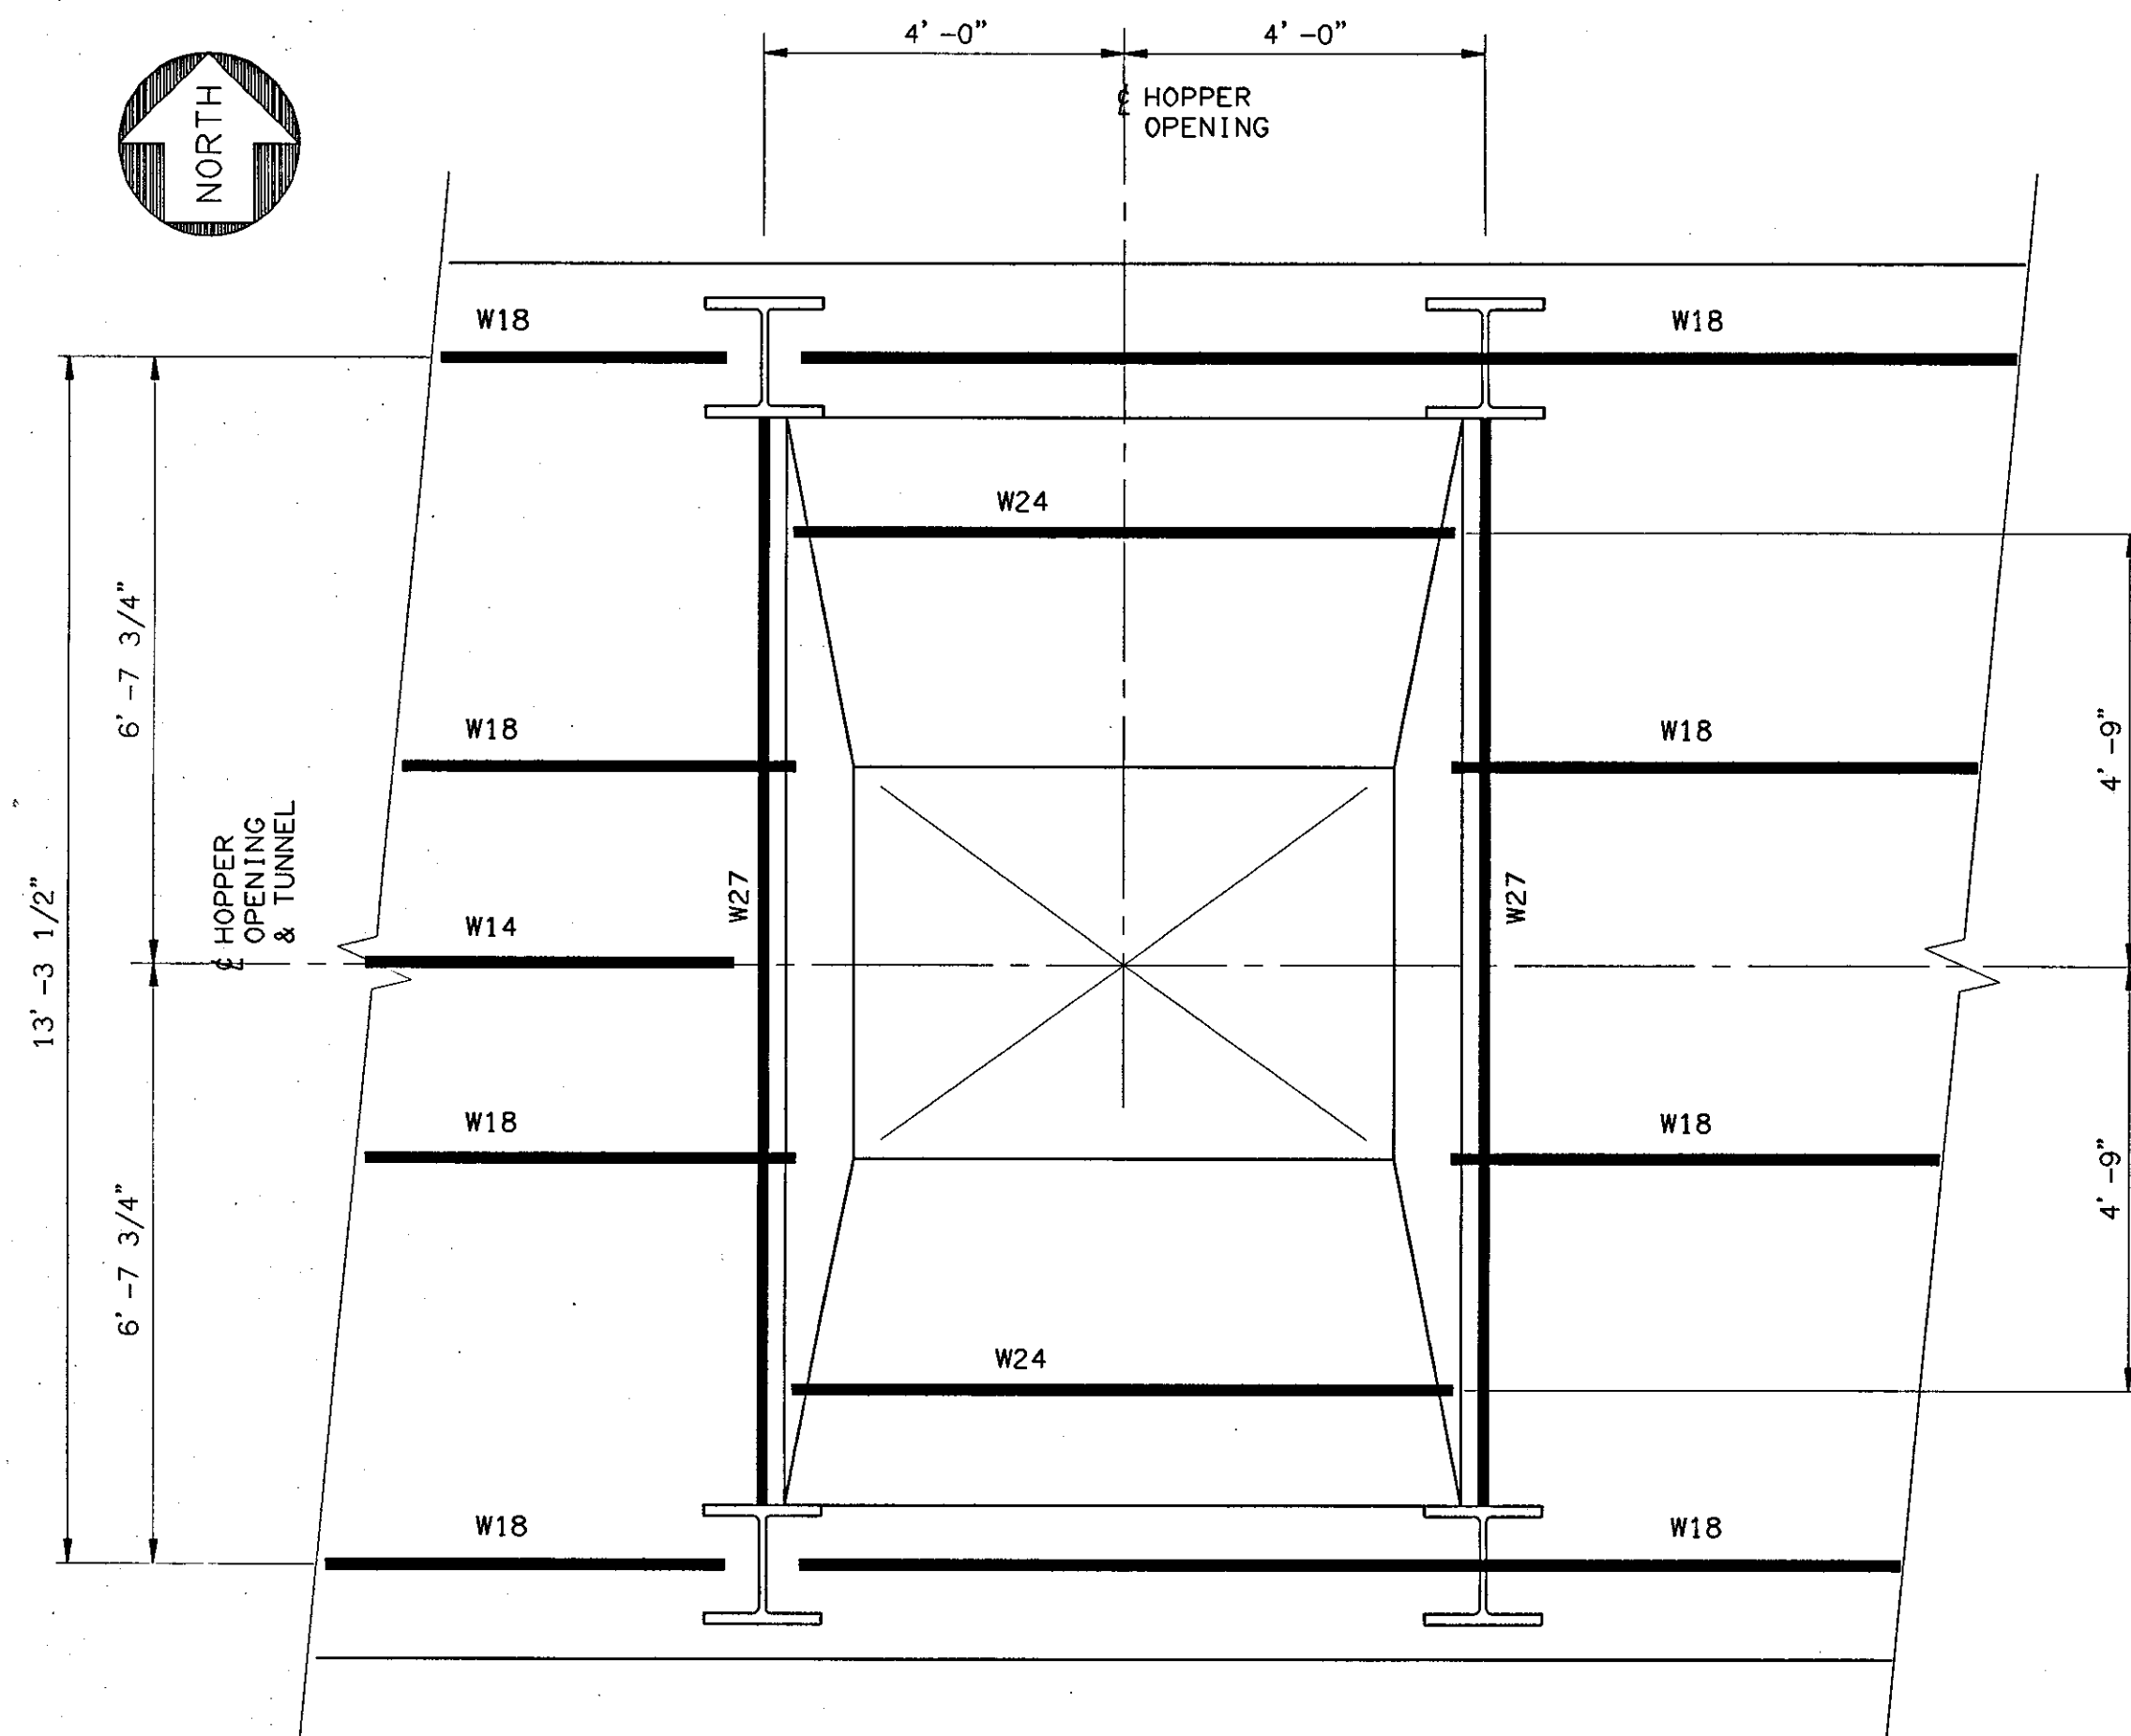 4'-0"
4'-0"
℄ HOPPER
OPENING
NORTH
W18
W18
W24
6'-7 3/4"
W18
W18
4'-9"
13'-3 1/2"
℄ HOPPER
OPENING
& TUNNEL
W14
W27
W27
W18
W18
6'-7 3/4"
4'-9"
W24
W18
W18